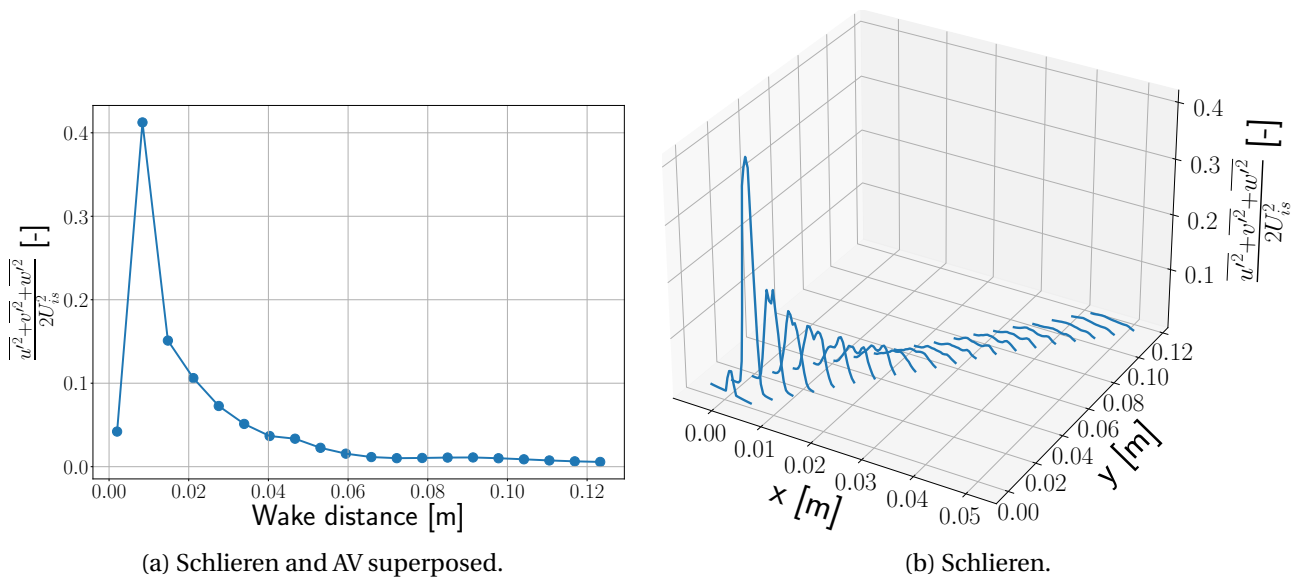 0.4
0.3
0.2
0.1
0.0
0.00 0.02 0.04 0.06 0.08 0.10 0.12
Wake distance [m]
$\frac{\overline{u'^2}+\overline{v'^2}+\overline{w'^2}}{2U_{is}^2}$ [-]
(a) Schlieren and AV superposed.
0.4
0.3
0.2
0.1
$\frac{\overline{u'^2}+\overline{v'^2}+\overline{w'^2}}{2U_{is}^2}$ [-]
0.00 0.01 0.02 0.03 0.04 0.05
x [m]
0.00 0.02 0.04 0.06 0.08 0.10 0.12
y [m]
(b) Schlieren.